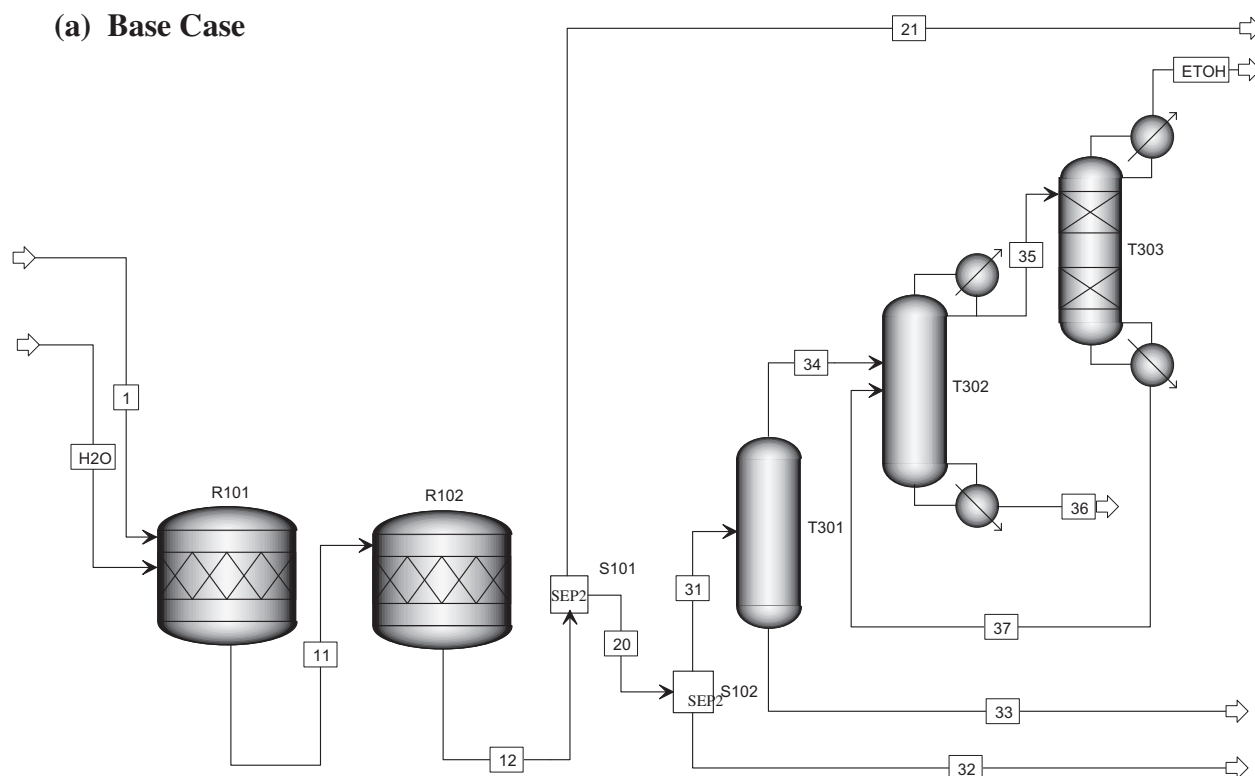 (a) Base Case
21
ETOH
T303
35
34
T302
1
H2O
R101
R102
T301
36
S101
SEP2
31
37
11
20
SEP2
S102
33
12
32